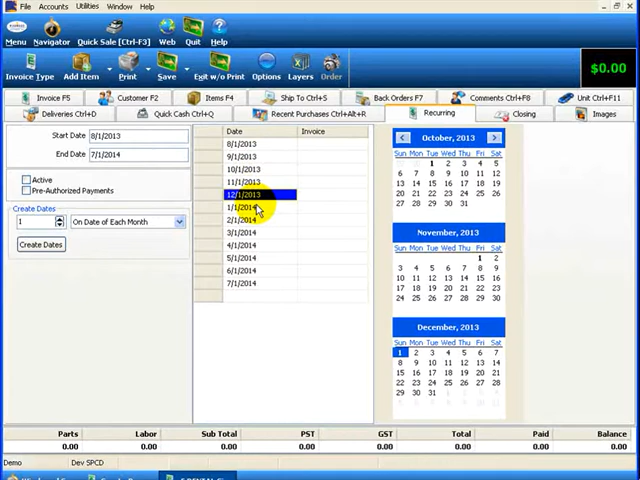 File Accounts Utilities Window Help
Menu Navigator Quick Sale [Ctrl-F3] Web Quit Help
Invoice Type Add Item Print Save Exit w/o Print Options Layers Order
$0.00
Invoice F5 Customer F2 Items F4 Ship To Ctrl+S Back Orders F7 Comments Ctrl+F8 Unit Ctrl+F11
Deliveries Ctrl+D Quick Cash Ctrl+Q Recent Purchases Ctrl+Alt+R Recurring Closing Images
Start Date 8/1/2013
End Date 7/1/2014
Active
Pre-Authorized Payments
Create Dates
1 On Date of Each Month
Create Dates
Date Invoice
8/1/2013
9/1/2013
10/1/2013
11/1/2013
12/1/2013
1/1/2014
2/1/2014
3/1/2014
4/1/2014
5/1/2014
6/1/2014
7/1/2014
October, 2013
Sun Mon Tue Wed Thu Fri Sat
1 2 3 4 5
6 7 8 9 10 11 12
13 14 15 16 17 18 19
20 21 22 23 24 25 26
27 28 29 30 31
November, 2013
Sun Mon Tue Wed Thu Fri Sat
1 2
3 4 5 6 7 8 9
10 11 12 13 14 15 16
17 18 19 20 21 22 23
24 25 26 27 28 29 30
December, 2013
Sun Mon Tue Wed Thu Fri Sat
1 2 3 4 5 6 7
8 9 10 11 12 13 14
15 16 17 18 19 20 21
22 23 24 25 26 27 28
29 30 31
Parts Labor Sub Total PST GST Total Paid Balance
0.00 0.00 0.00 0.00 0.00 0.00 0.00 0.00
Demo Dev SPCD